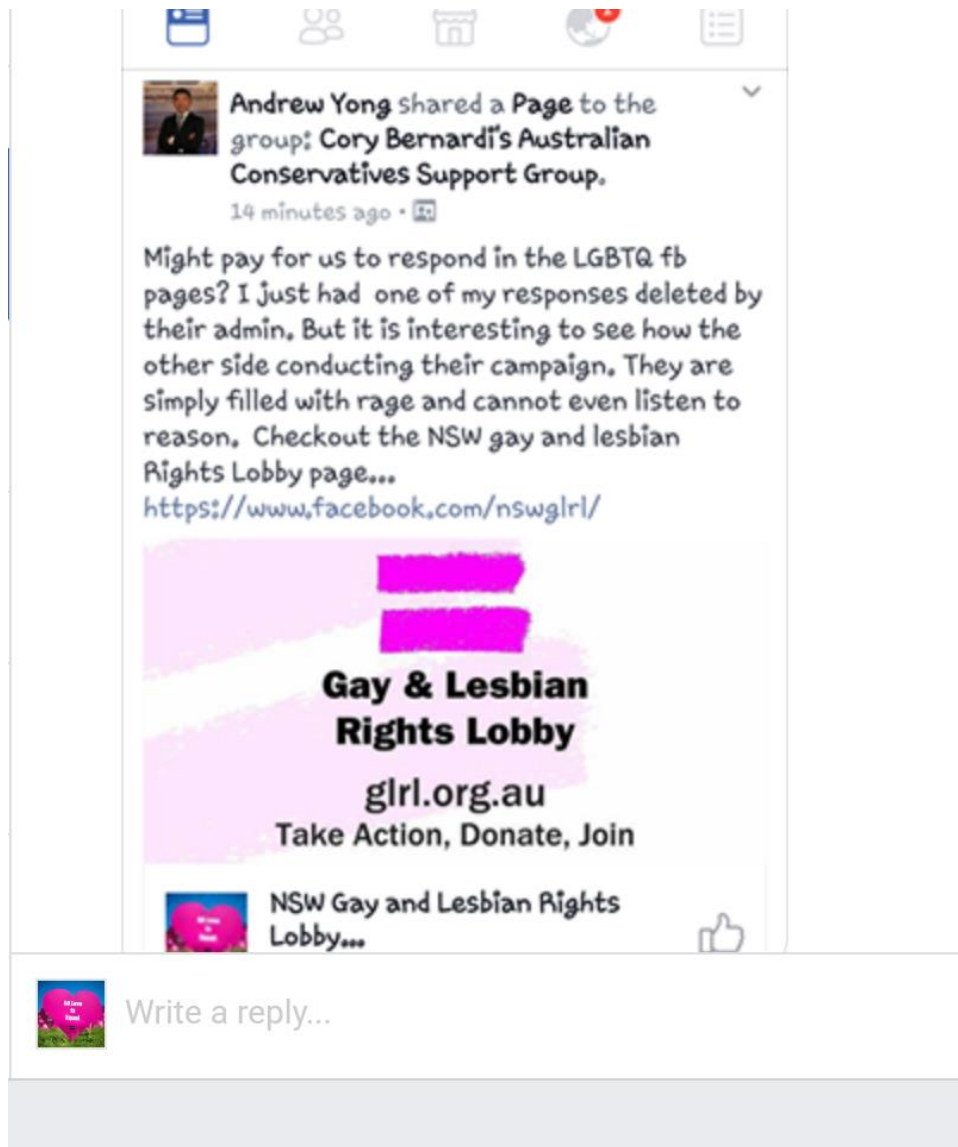 Andrew Yong shared a Page to the
group: Cory Bernardi's Australian
Conservatives Support Group.
14 minutes ago ·
Might pay for us to respond in the LGBTQ fb
pages? I just had one of my responses deleted by
their admin. But it is interesting to see how the
other side conducting their campaign. They are
simply filled with rage and cannot even listen to
reason. Checkout the NSW gay and lesbian
Rights Lobby page...
https://www.facebook.com/nswglrl/
Gay & Lesbian
Rights Lobby
glrl.org.au
Take Action, Donate, Join
NSW Gay and Lesbian Rights
Lobby...
All Love
Is
Equal
Write a reply...